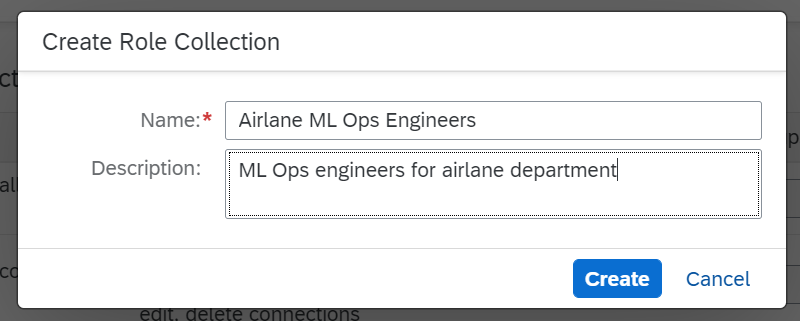 Create Role Collection
Name:*
Airlane ML Ops Engineers
Description:
ML Ops engineers for airlane department
Create
Cancel
edit, delete connections